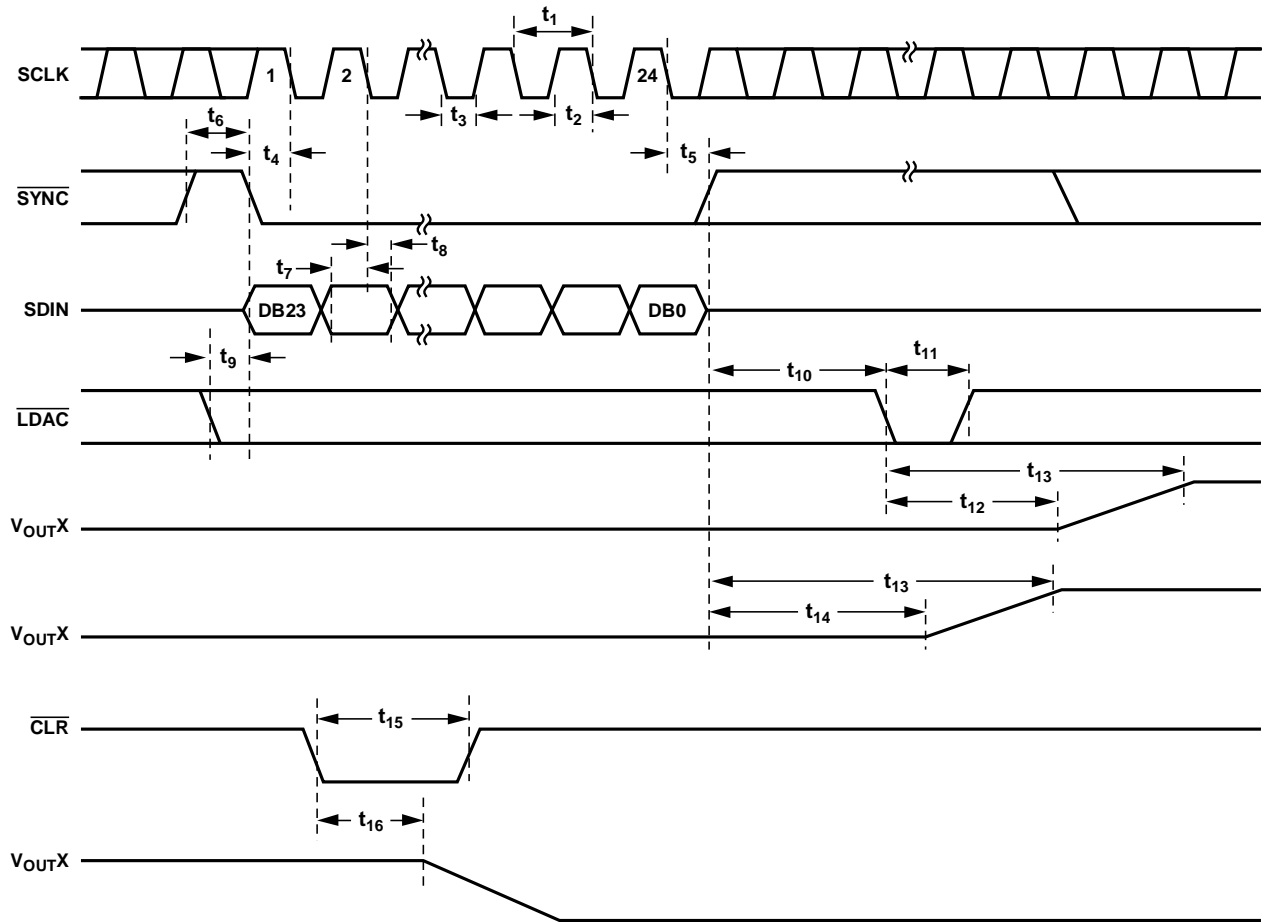 t₁
SCLK
1
2
24
t₃
t₂
t₆
t₄
t₅
SYNC
t₈
t₇
SDIN
DB23
DB0
t₉
t₁₀
t₁₁
LDAC
t₁₃
t₁₂
VOUTX
t₁₃
t₁₄
VOUTX
t₁₅
CLR
t₁₆
VOUTX